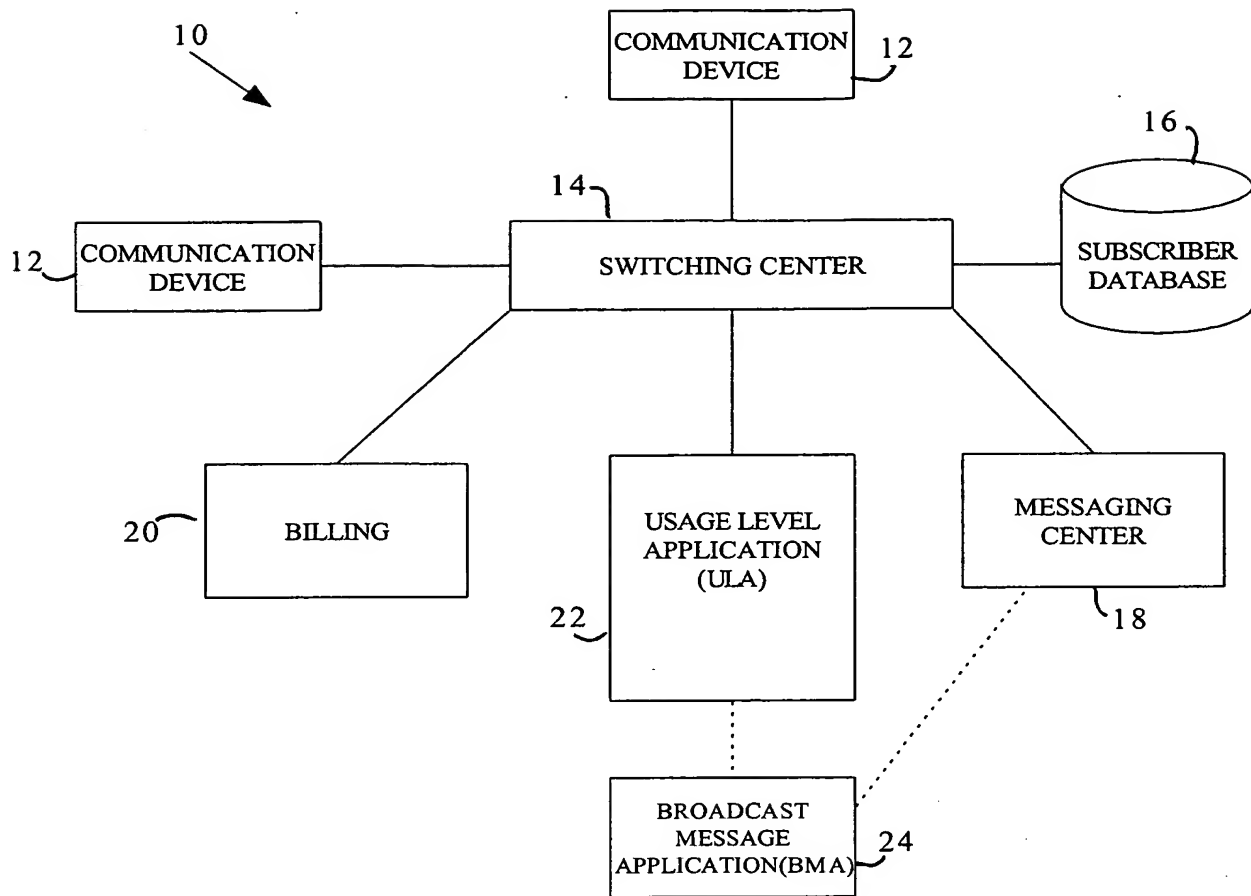 10
COMMUNICATION
DEVICE
12
16
14
12
COMMUNICATION
DEVICE
SWITCHING CENTER
SUBSCRIBER
DATABASE
20
BILLING
USAGE LEVEL
APPLICATION
(ULA)
22
MESSAGING
CENTER
18
BROADCAST
MESSAGE
APPLICATION(BMA)
24